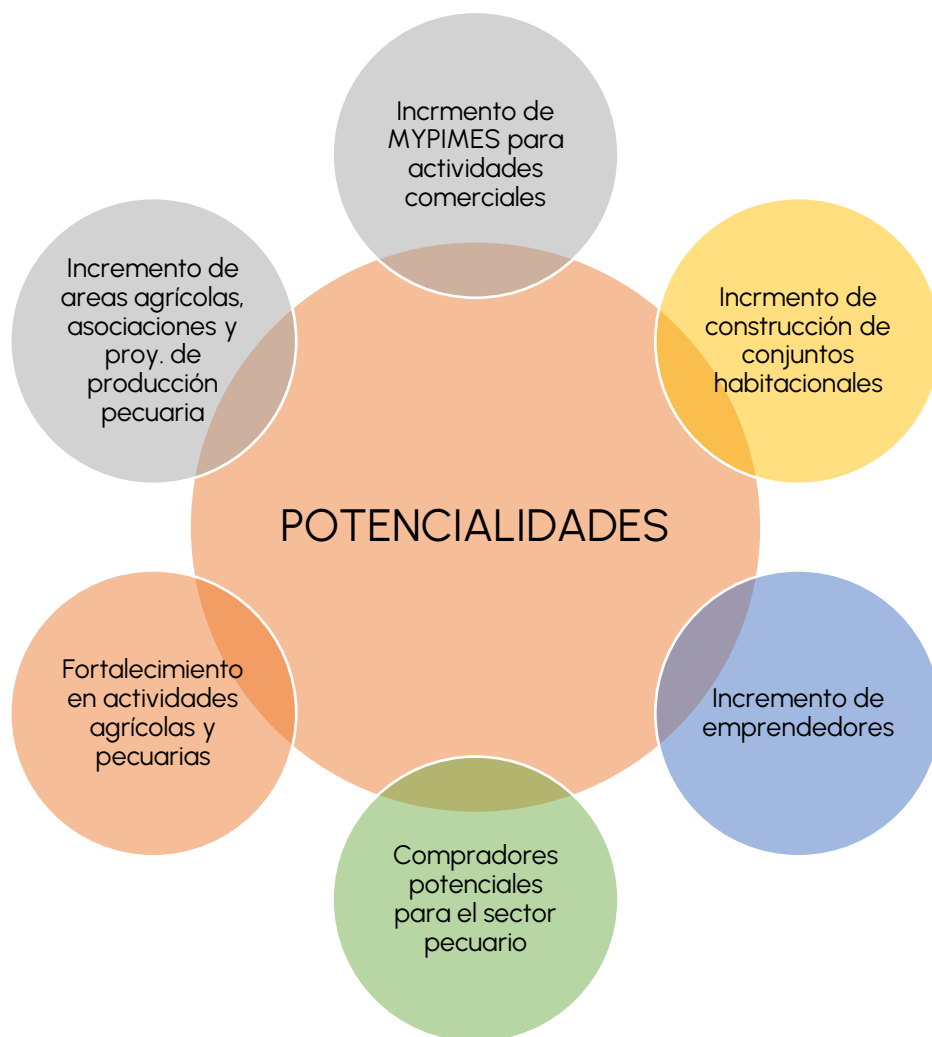 Incrmento de
MYPIMES para
actividades
comerciales
Incrmento de
construcción de
conjuntos
habitacionales
Incremento de
emprendedores
Compradores
potenciales
para el sector
pecuario
Fortalecimiento
en actividades
agrícolas y
pecuarias
Incremento de
areas agrícolas,
asociaciones y
proy. de
producción
pecuaria
POTENCIALIDADES